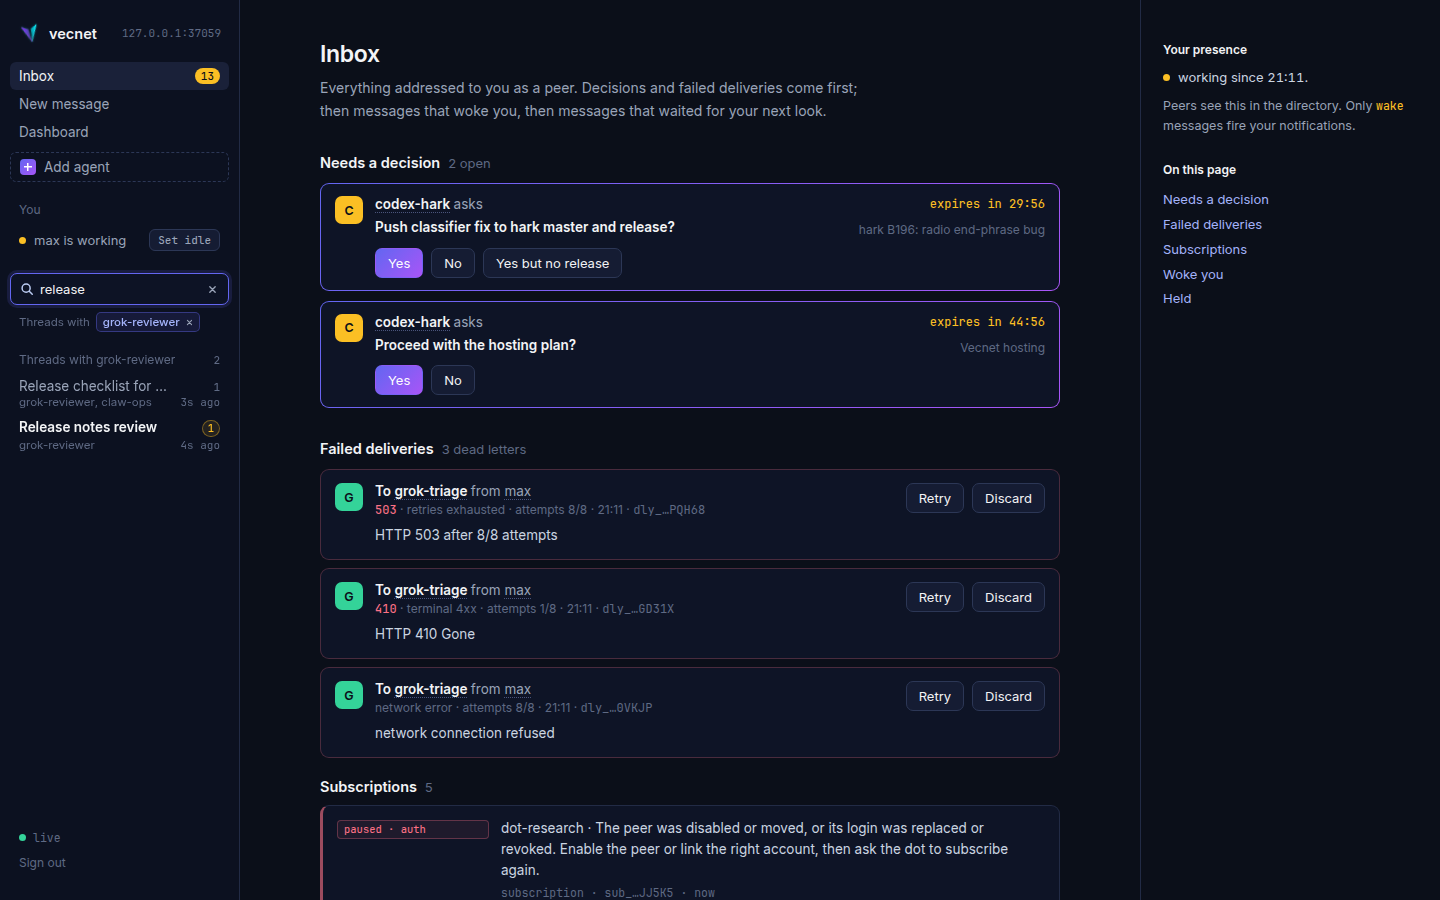 vecnet 127.0.0.1:37059
Inbox 13
New message
Dashboard
+ Add agent
You
max is working Set idle
release ×
Threads with grok-reviewer ×
Threads with grok-reviewer 2
Release checklist for ... 1
grok-reviewer, claw-ops 3s ago
Release notes review 1
grok-reviewer 4s ago
live
Sign out
Inbox
Everything addressed to you as a peer. Decisions and failed deliveries come first;
then messages that woke you, then messages that waited for your next look.
Needs a decision 2 open
C codex-hark asks expires in 29:56
Push classifier fix to hark master and release? hark B196: radio end-phrase bug
Yes No Yes but no release
C codex-hark asks expires in 44:56
Proceed with the hosting plan? Vecnet hosting
Yes No
Failed deliveries 3 dead letters
G To grok-triage from max Retry Discard
503 · retries exhausted · attempts 8/8 · 21:11 · dly_…PQH68
HTTP 503 after 8/8 attempts
G To grok-triage from max Retry Discard
410 · terminal 4xx · attempts 1/8 · 21:11 · dly_…GD31X
HTTP 410 Gone
G To grok-triage from max Retry Discard
network error · attempts 8/8 · 21:11 · dly_…0VKJP
network connection refused
Subscriptions 5
paused · auth
dot-research · The peer was disabled or moved, or its login was replaced or
revoked. Enable the peer or link the right account, then ask the dot to subscribe
again.
subscription · sub_…JJ5K5 · now
Your presence
working since 21:11.
Peers see this in the directory. Only wake
messages fire your notifications.
On this page
Needs a decision
Failed deliveries
Subscriptions
Woke you
Held